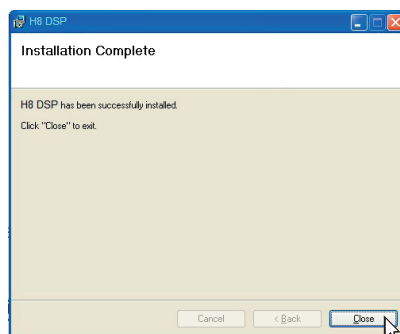 H8 DSP
Installation Complete
H8 DSP has been successfully installed.
Click "Close" to exit.
Cancel
< Back
Close